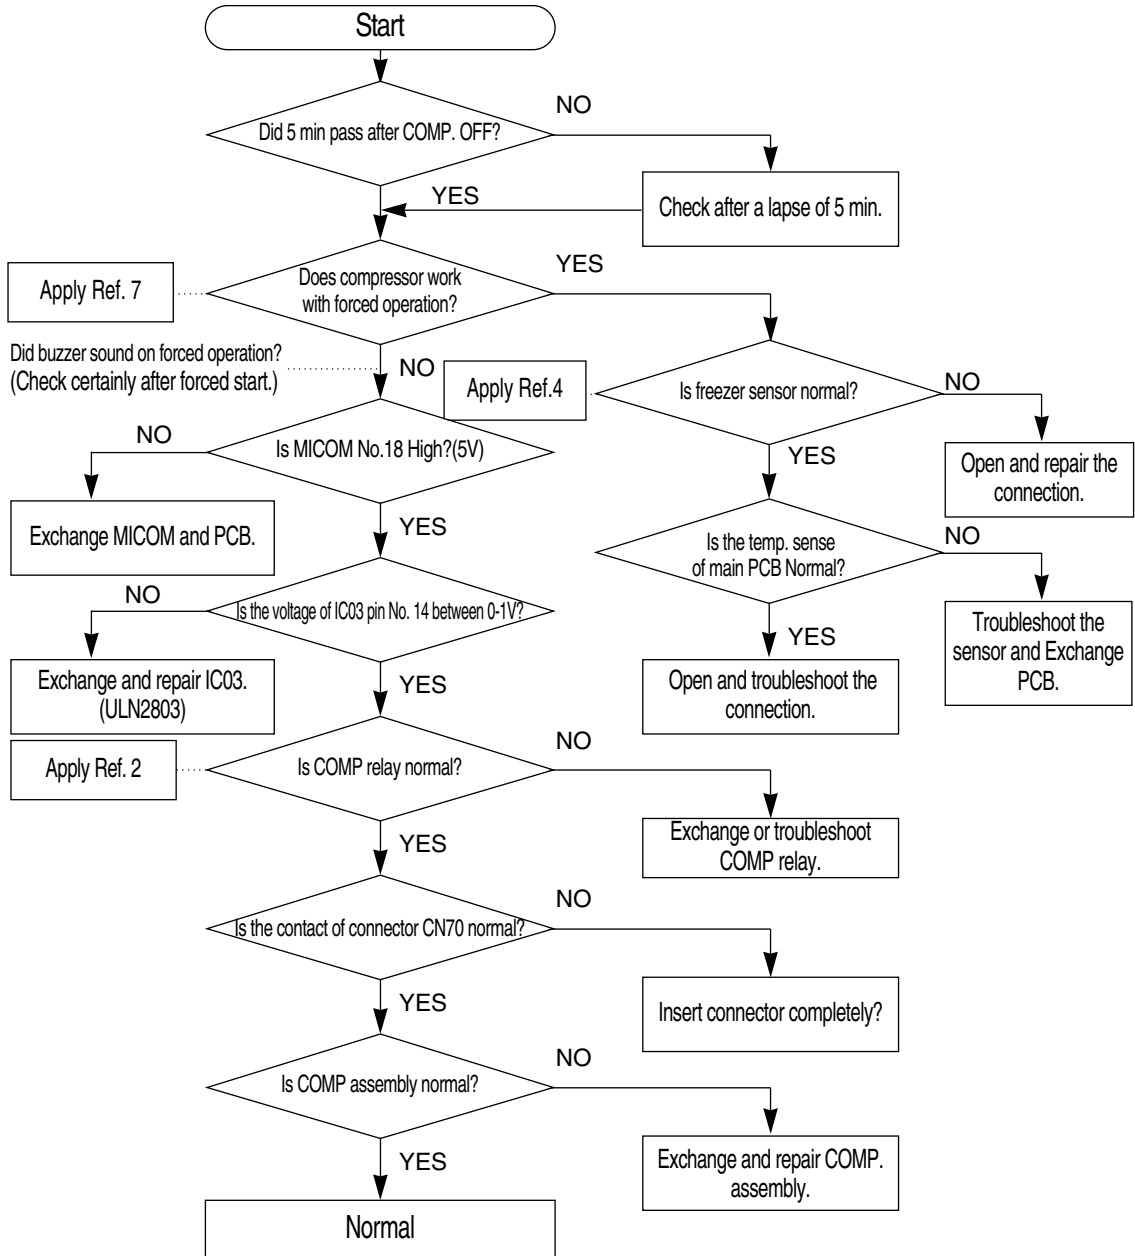 Start
Did 5 min pass after COMP. OFF?
NO
YES
Check after a lapse of 5 min.
Apply Ref. 7
Does compressor work
with forced operation?
YES
Did buzzer sound on forced operation?
(Check certainly after forced start.)
NO
Apply Ref.4
Is freezer sensor normal?
NO
YES
Open and repair the
connection.
NO
Is MICOM No.18 High?(5V)
Exchange MICOM and PCB.
YES
Is the temp. sense
of main PCB Normal?
NO
YES
Troubleshoot the
sensor and Exchange
PCB.
Open and troubleshoot the
connection.
NO
Is the voltage of IC03 pin No. 14 between 0-1V?
Exchange and repair IC03.
(ULN2803)
YES
Apply Ref. 2
Is COMP relay normal?
NO
Exchange or troubleshoot
COMP relay.
YES
Is the contact of connector CN70 normal?
NO
Insert connector completely?
YES
Is COMP assembly normal?
NO
Exchange and repair COMP.
assembly.
YES
Normal